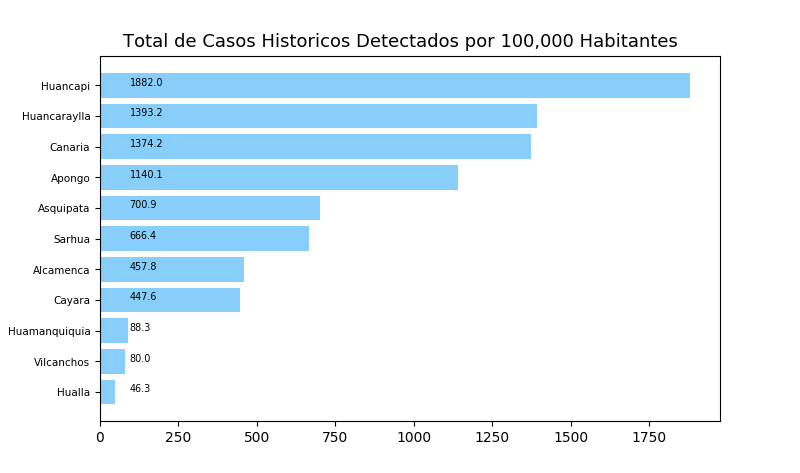 Total de Casos Historicos Detectados por 100,000 Habitantes
Huancapi 1882.0
Huancaraylla 1393.2
Canaria 1374.2
Apongo 1140.1
Asquipata 700.9
Sarhua 666.4
Alcamenca 457.8
Cayara 447.6
Huamanquiquia 88.3
Vilcanchos 80.0
Hualla 46.3
0 250 500 750 1000 1250 1500 1750